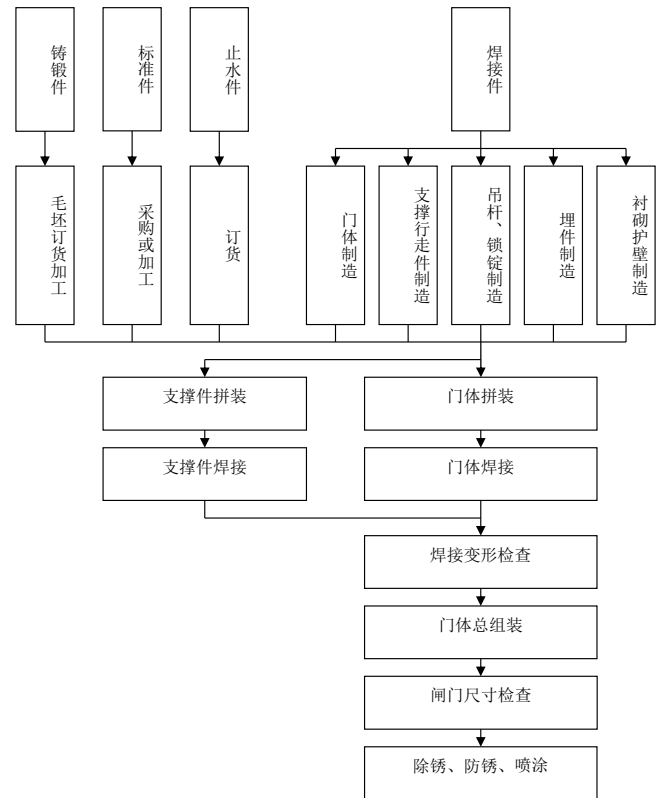 铸锻件
标准件
止水件
焊接件
毛坯订货加工
采购或加工
订货
门体制造
支撑行走件制造
吊杆、锁锭制造
埋件制造
衬砌护壁制造
支撑件拼装
门体拼装
支撑件焊接
门体焊接
焊接变形检查
门体总组装
闸门尺寸检查
除锈、防锈、喷涂